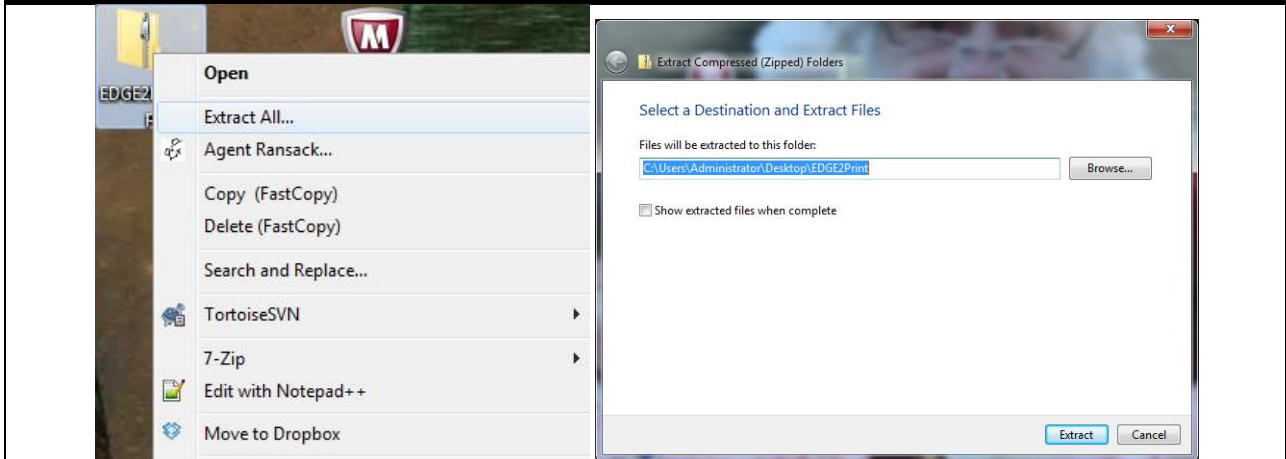 EDGE2
Open
Extract All...
Agent Ransack...
Copy (FastCopy)
Delete (FastCopy)
Search and Replace...
TortoiseSVN
7-Zip
Edit with Notepad++
Move to Dropbox
Extract Compressed (Zipped) Folders
Select a Destination and Extract Files
Files will be extracted to this folder:
C:\Users\Administrator\Desktop\EDGE2Print
Browse...
Show extracted files when complete
Extract
Cancel